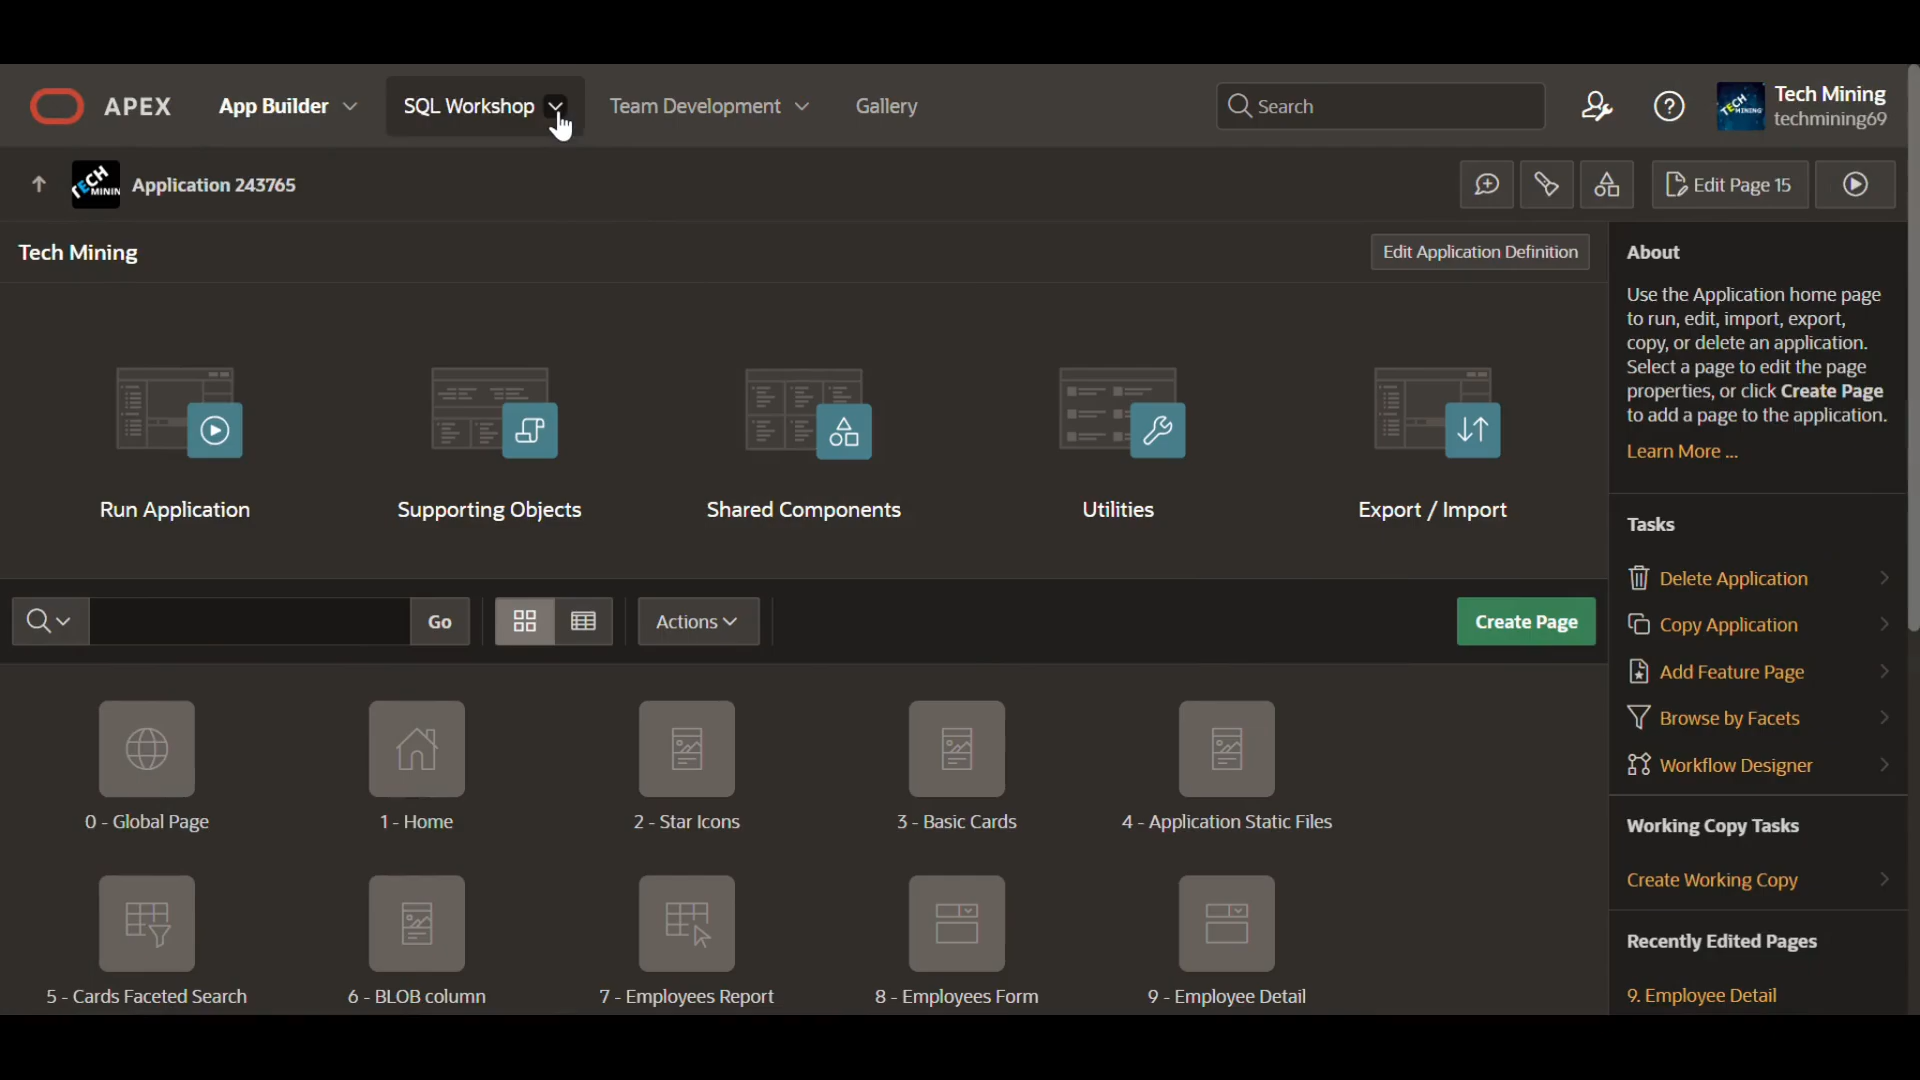 APEX
App Builder
SQL Workshop
Team Development
Gallery
Search
TECH
MINING
Tech Mining
techmining69
TECH
MININ
Application 243765
Edit Page 15
Tech Mining
Edit Application Definition
Run Application
Supporting Objects
Shared Components
Utilities
Export / Import
Go
Actions
Create Page
0 - Global Page
1 - Home
2 - Star Icons
3 - Basic Cards
4 - Application Static Files
5 - Cards Faceted Search
6 - BLOB column
7 - Employees Report
8 - Employees Form
9 - Employee Detail
About
Use the Application home page
to run, edit, import, export,
copy, or delete an application.
Select a page to edit the page
properties, or click Create Page
to add a page to the application.
Learn More ...
Tasks
Delete Application
Copy Application
Add Feature Page
Browse by Facets
Workflow Designer
Working Copy Tasks
Create Working Copy
Recently Edited Pages
9. Employee Detail